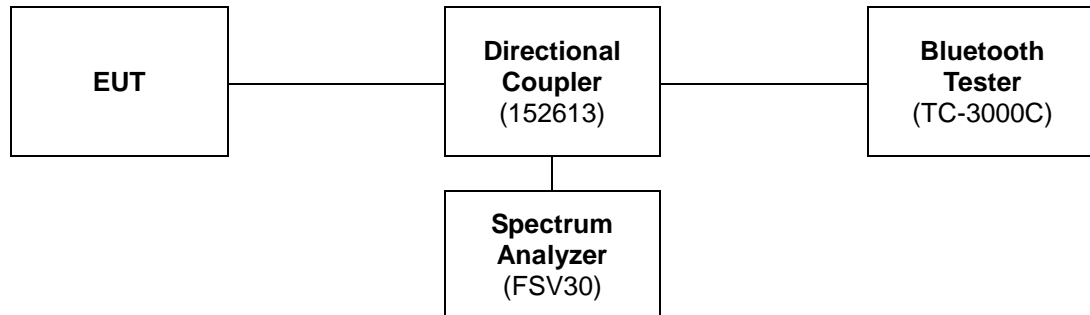 EUT
Directional
Coupler
(152613)
Bluetooth
Tester
(TC-3000C)
Spectrum
Analyzer
(FSV30)